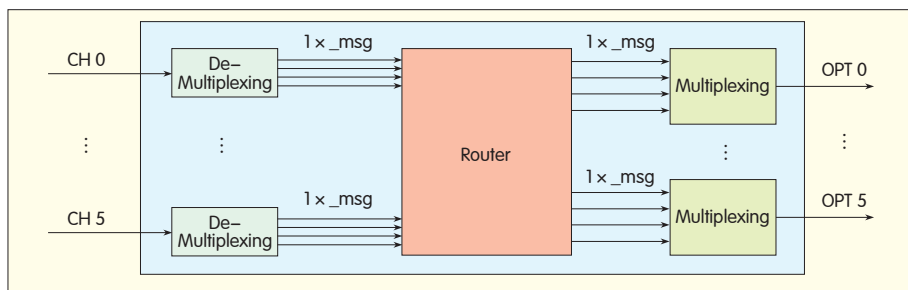 CH 0
De–
Multiplexing
1 × _msg
1 × _msg
Multiplexing
OPT 0
Router
CH 5
De–
Multiplexing
1 × _msg
1 × _msg
Multiplexing
OPT 5